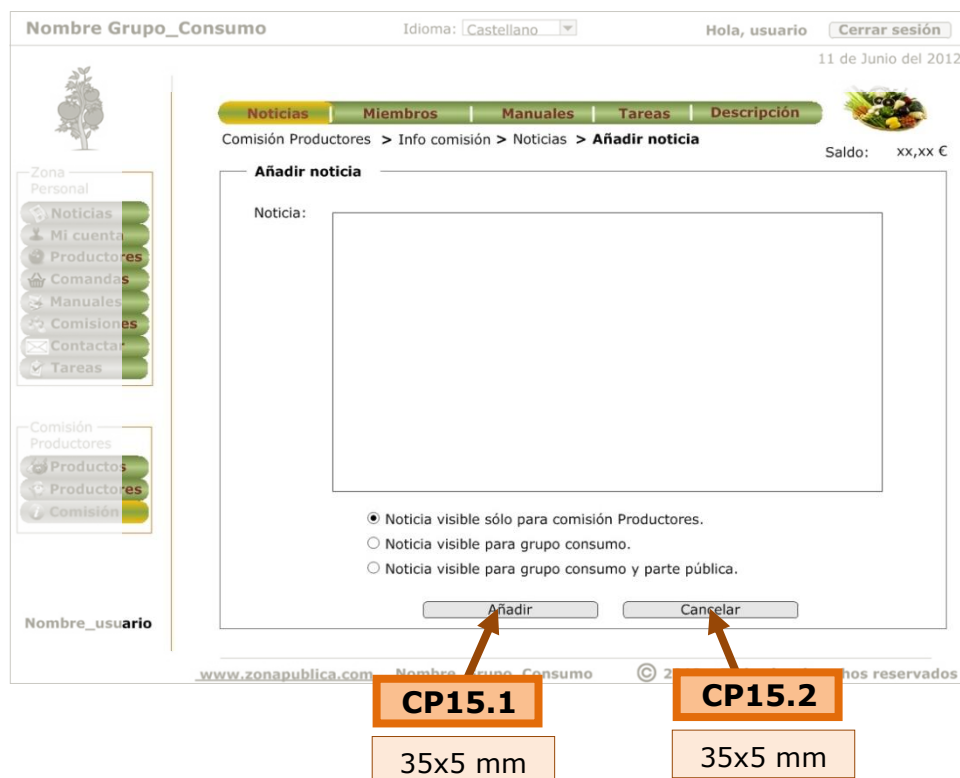 Nombre Grupo_Consumo Idioma: Castellano Hola, usuario Cerrar sesión
11 de Junio del 2012
Noticias Miembros Manuales Tareas Descripción
Comisión Productores > Info comisión > Noticias > Añadir noticia
Saldo: xx,xx €
Zona
Personal
Noticias
Mi cuenta
Productores
Comandas
Manuales
Comisiones
Contactar
Tareas
Comisión
Productores
Productos
Productores
Comisión
Nombre_usuario
Añadir noticia
Noticia:
Noticia visible sólo para comisión Productores.
Noticia visible para grupo consumo.
Noticia visible para grupo consumo y parte pública.
Añadir Cancelar
www.zonapublica.com Nombre_Grupo_Consumo © 2 hos reservados
CP15.1 CP15.2
35x5 mm 35x5 mm